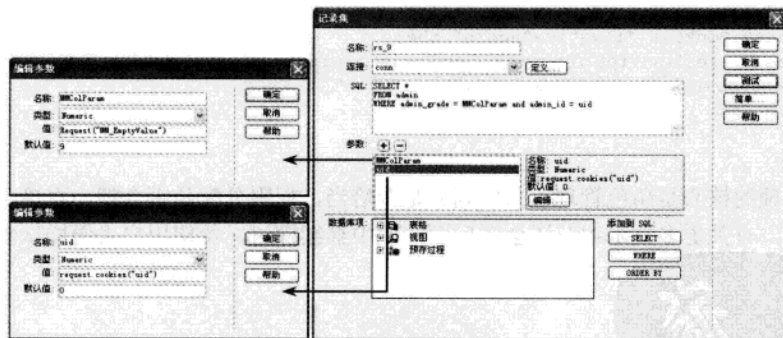 编辑参数
名称: MMColParam
类型: Numeric
值: Request("MM_EmptyValue")
默认值: 9
确定
取消
帮助
编辑参数
名称: uid
类型: Numeric
值: request.cookies("uid")
默认值: 0
确定
取消
帮助
记录集
名称: rs_9
连接: conn
定义...
SQL: SELECT *
FROM admin
WHERE admin_grade = MMColParam and admin_id = uid
参数:
MMColParam
uid
名称: uid
类型: Numeric
值: request.cookies("uid")
默认值: 0
编辑...
数据库项:
表格
视图
预存过程
添加到 SQL:
SELECT
WHERE
ORDER BY
确定
取消
测试
简单
帮助